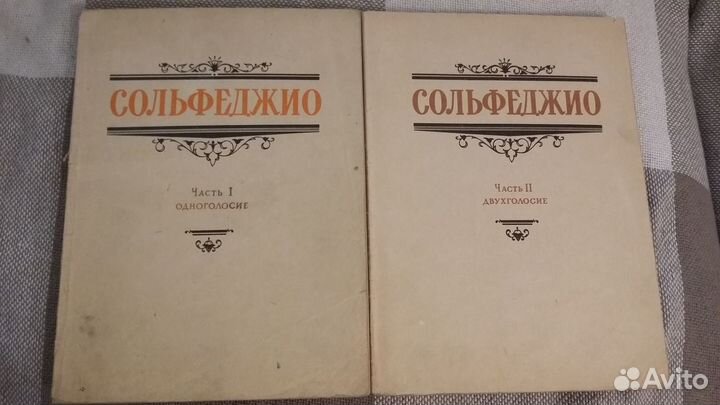 СОЛЬФЕДЖИО
Часть I
ОДНОГОЛОСИЕ
СОЛЬФЕДЖИО
Часть II
ДВУХГОЛОСИЕ
Avito